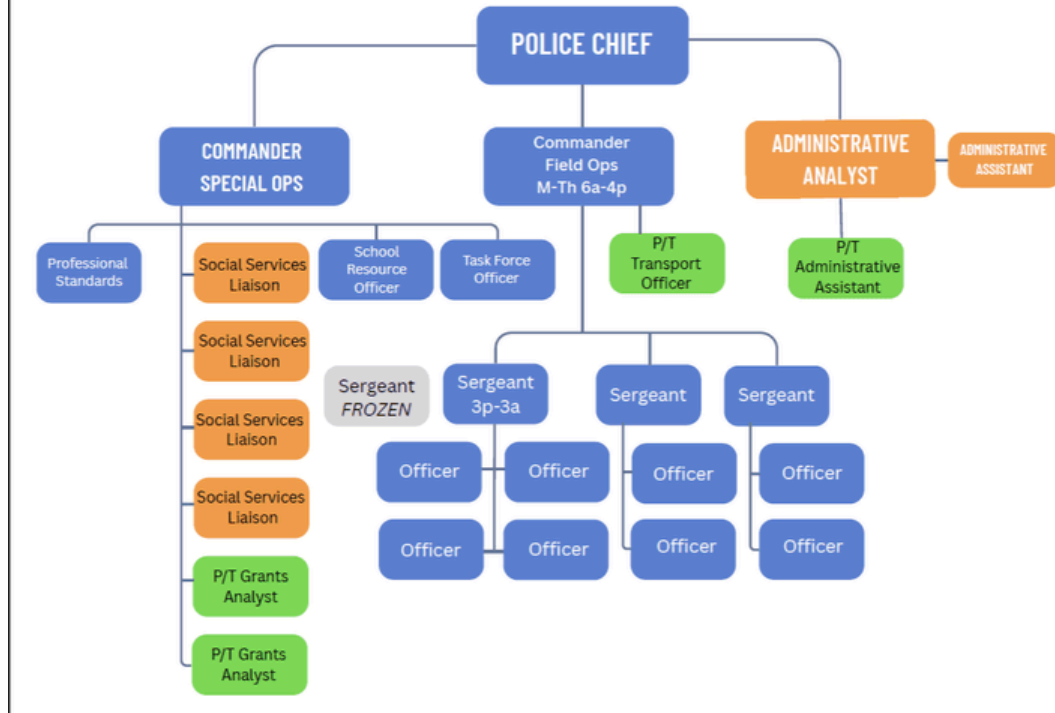 POLICE CHIEF
COMMANDER
SPECIAL OPS
Commander
Field Ops
M-Th 6a-4p
ADMINISTRATIVE
ANALYST
ADMINISTRATIVE
ASSISTANT
Professional
Standards
Social Services
Liaison
School
Resource
Officer
Task Force
Officer
P/T
Transport
Officer
P/T
Administrative
Assistant
Social Services
Liaison
Social Services
Liaison
Social Services
Liaison
P/T Grants
Analyst
P/T Grants
Analyst
Sergeant
FROZEN
Sergeant
3p-3a
Sergeant
Sergeant
Officer
Officer
Officer
Officer
Officer
Officer
Officer
Officer